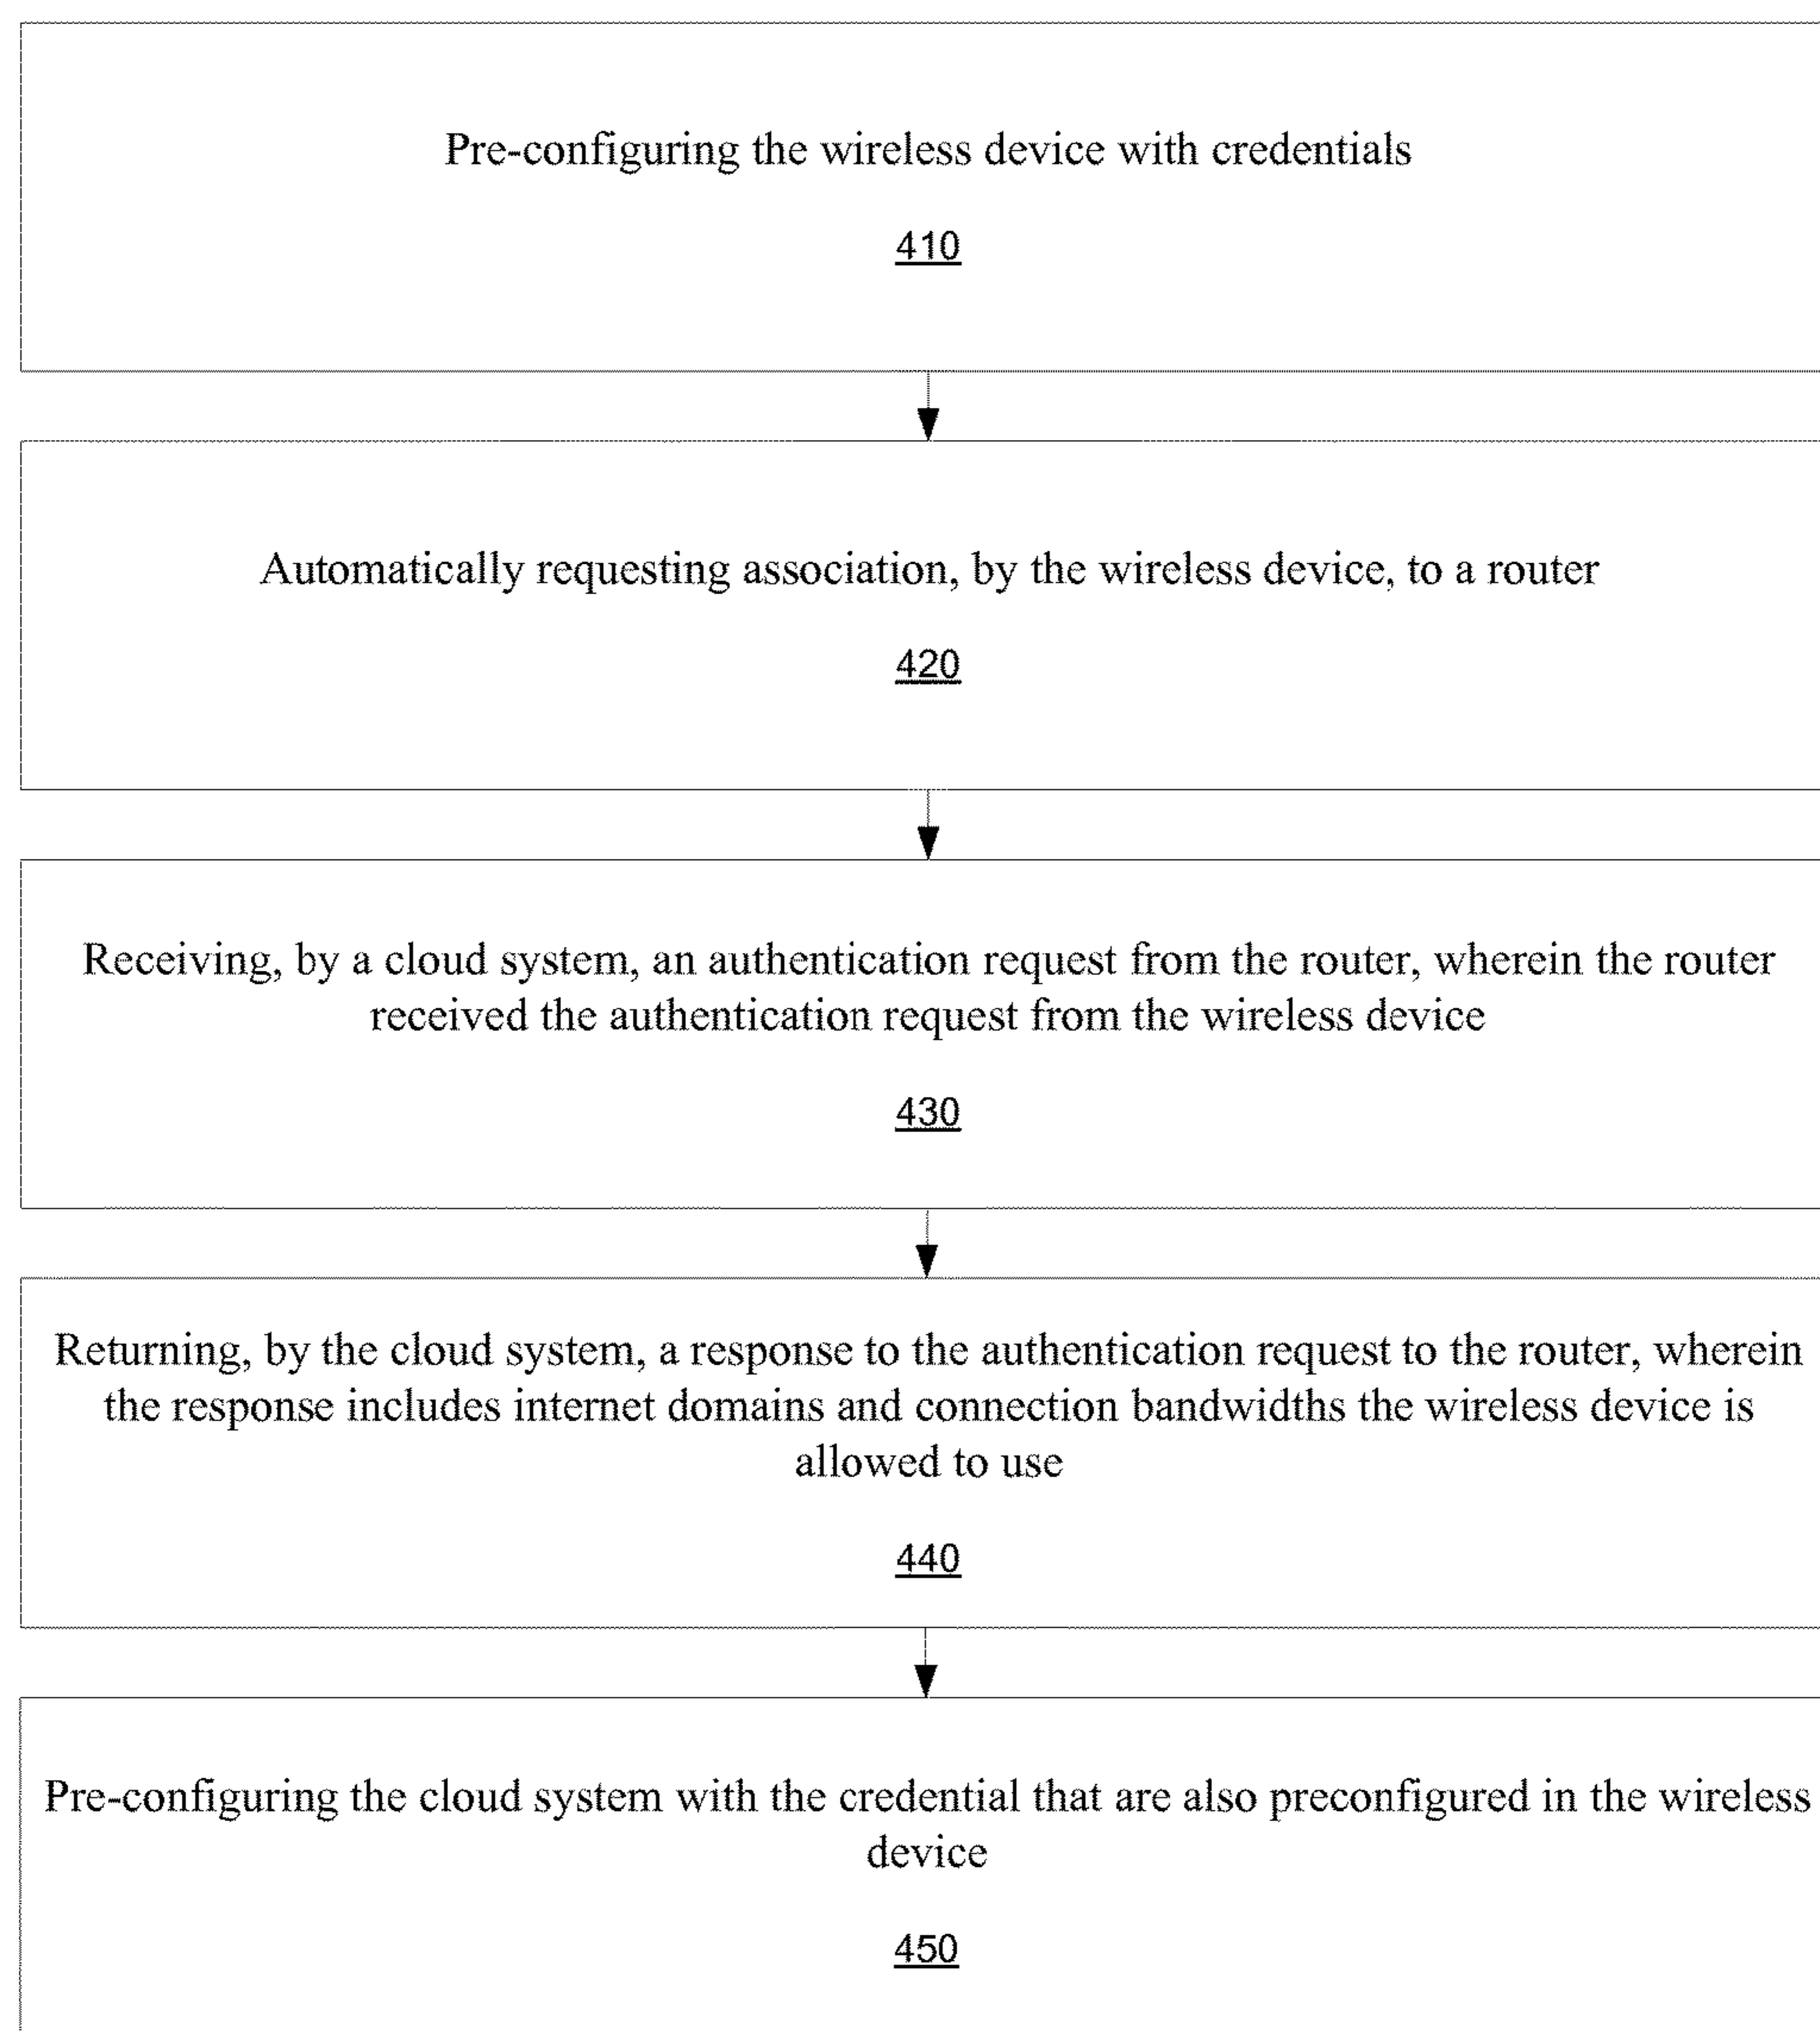 Pre-configuring the wireless device with credentials
410
Automatically requesting association, by the wireless device, to a router
420
Receiving, by a cloud system, an authentication request from the router, wherein the router
received the authentication request from the wireless device
430
Returning, by the cloud system, a response to the authentication request to the router, wherein
the response includes internet domains and connection bandwidths the wireless device is
allowed to use
440
Pre-configuring the cloud system with the credential that are also preconfigured in the wireless
device
450